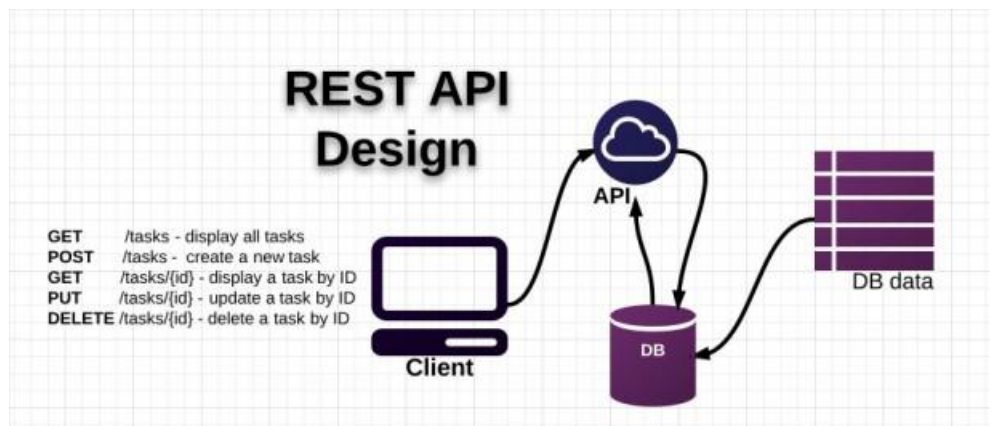 REST API
Design
GET /tasks - display all tasks
POST /tasks - create a new task
GET /tasks/{id} - display a task by ID
PUT /tasks/{id} - update a task by ID
DELETE /tasks/{id} - delete a task by ID
Client
API
DB
DB data